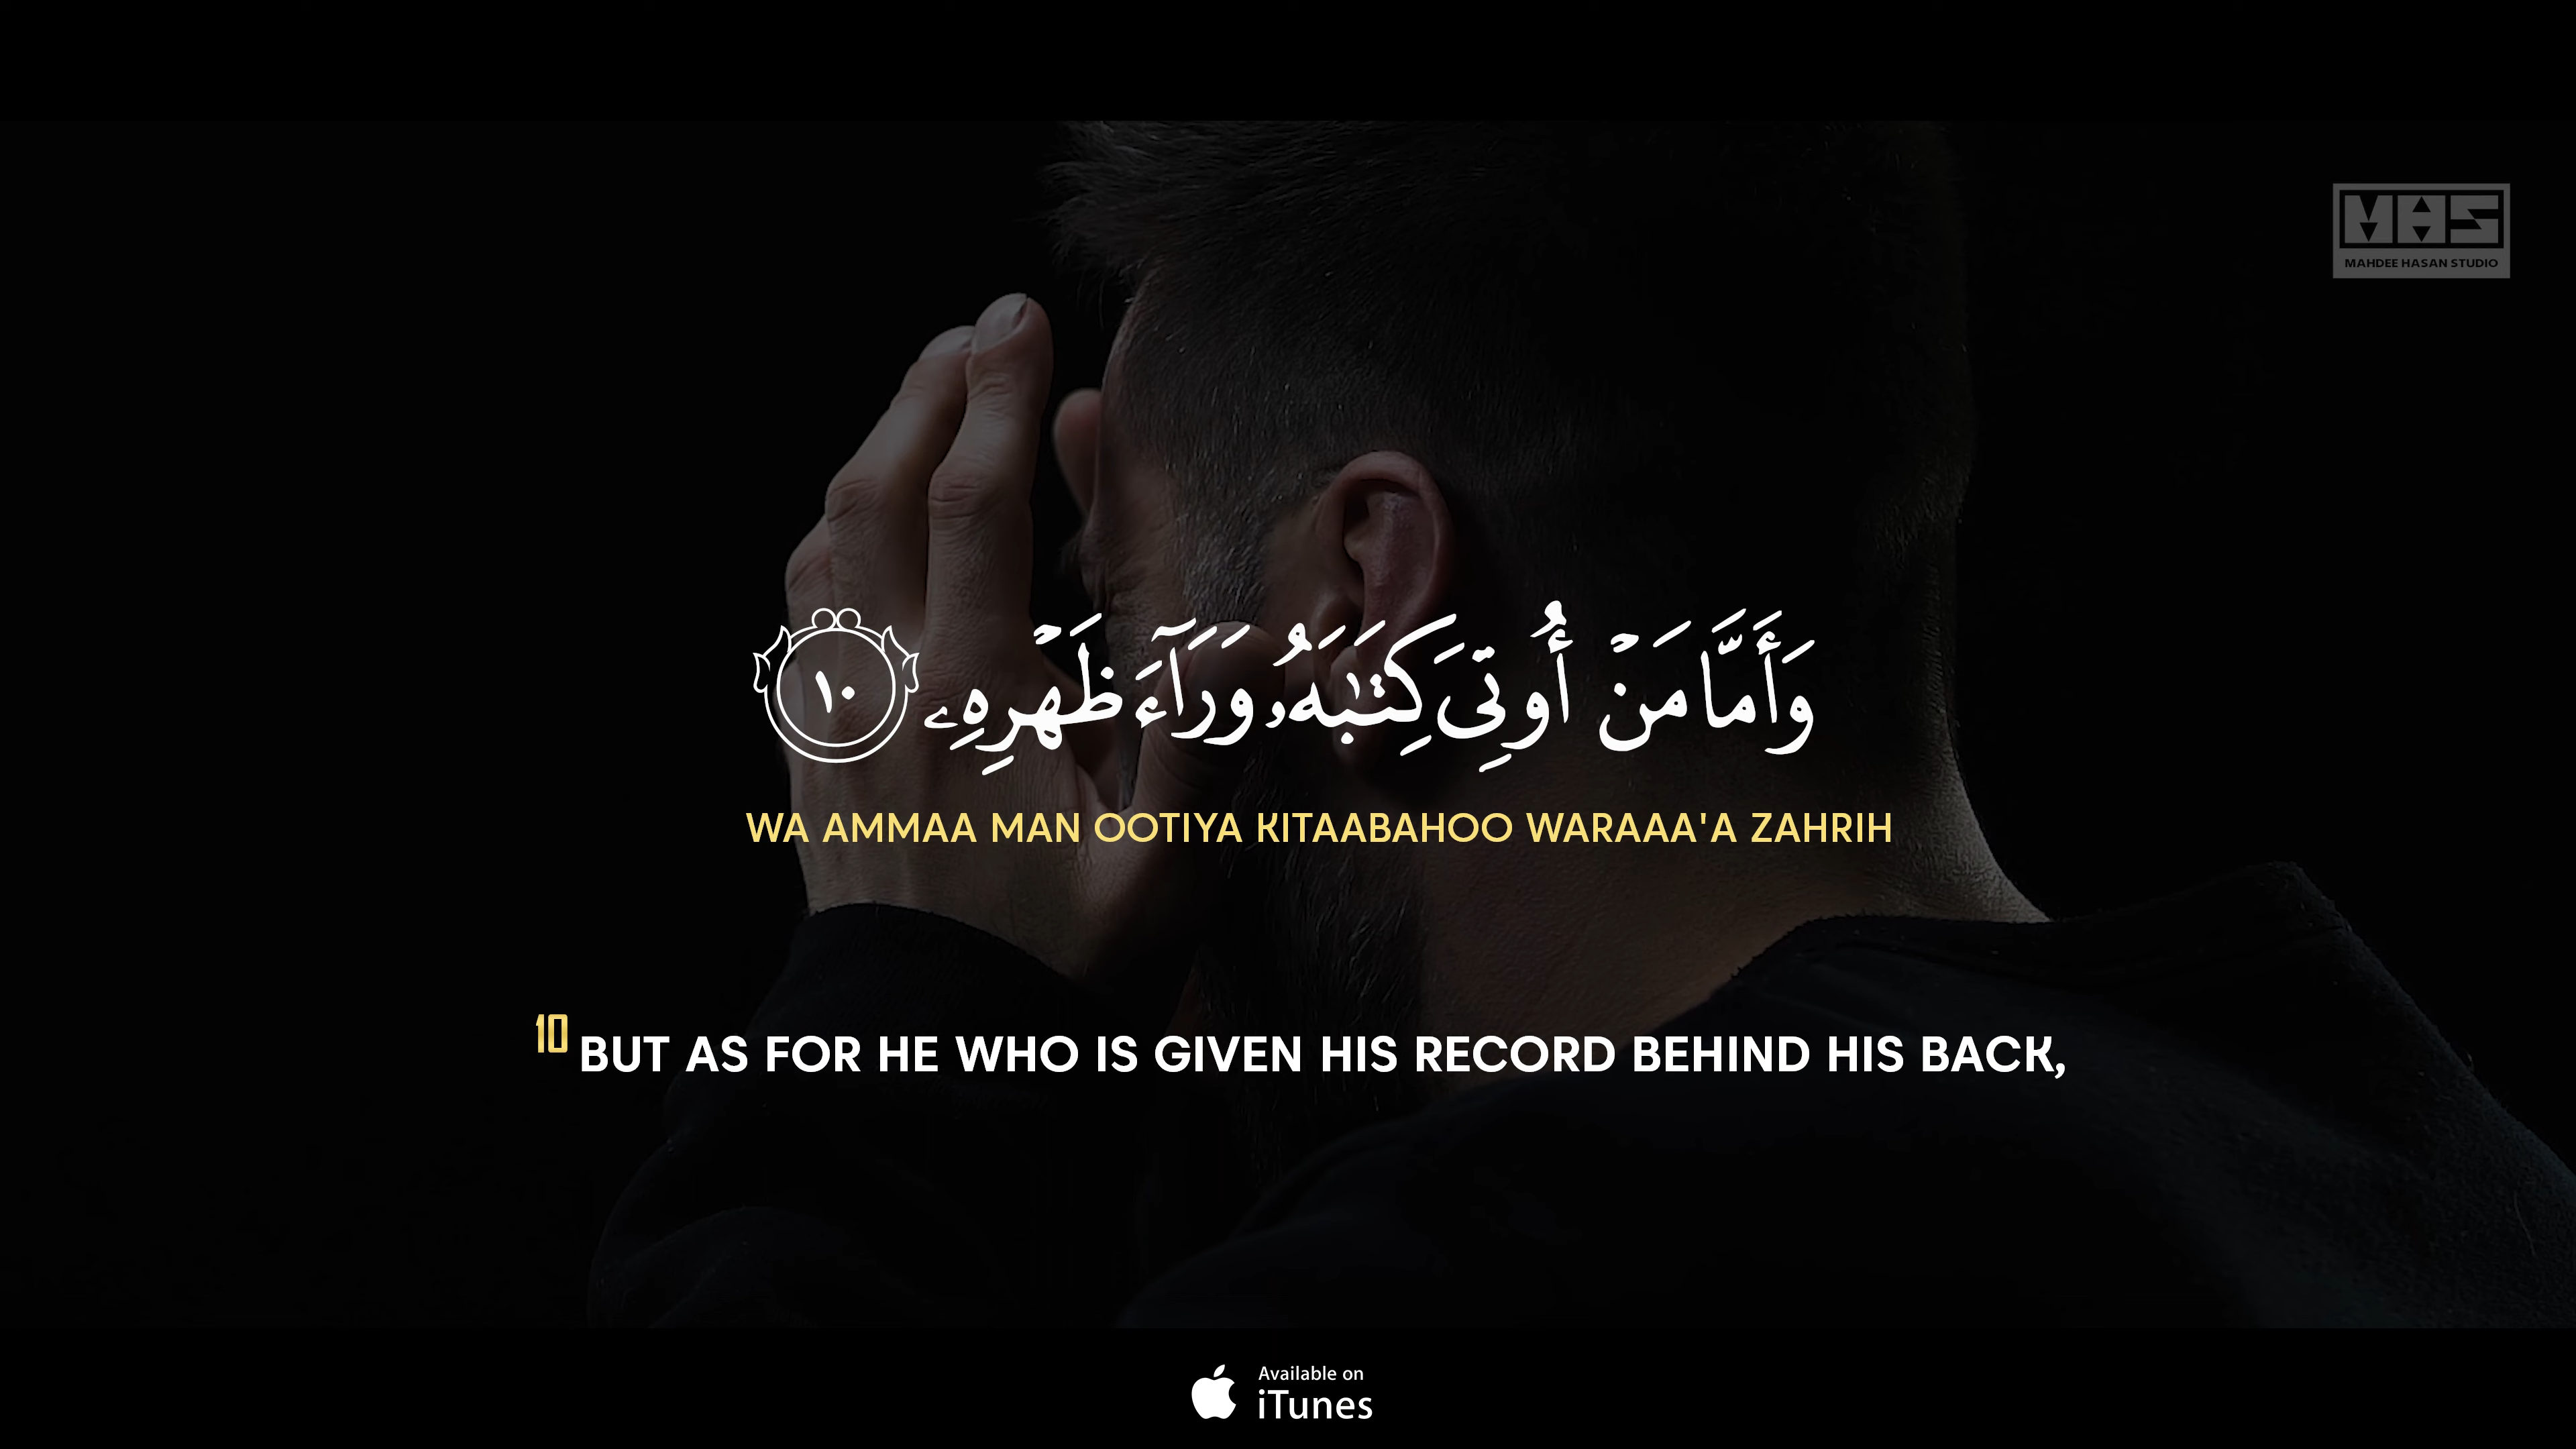 MHS
MAHDEE HASAN STUDIO
وَأَمَّا مَنْ أُوتِىَ كِتَٰبَهُۥ وَرَآءَ ظَهْرِهِۦ ١٠
WA AMMAA MAN OOTIYA KITAABAHOO WARAAA'A ZAHRIH
10 BUT AS FOR HE WHO IS GIVEN HIS RECORD BEHIND HIS BACK,
Available on
iTunes